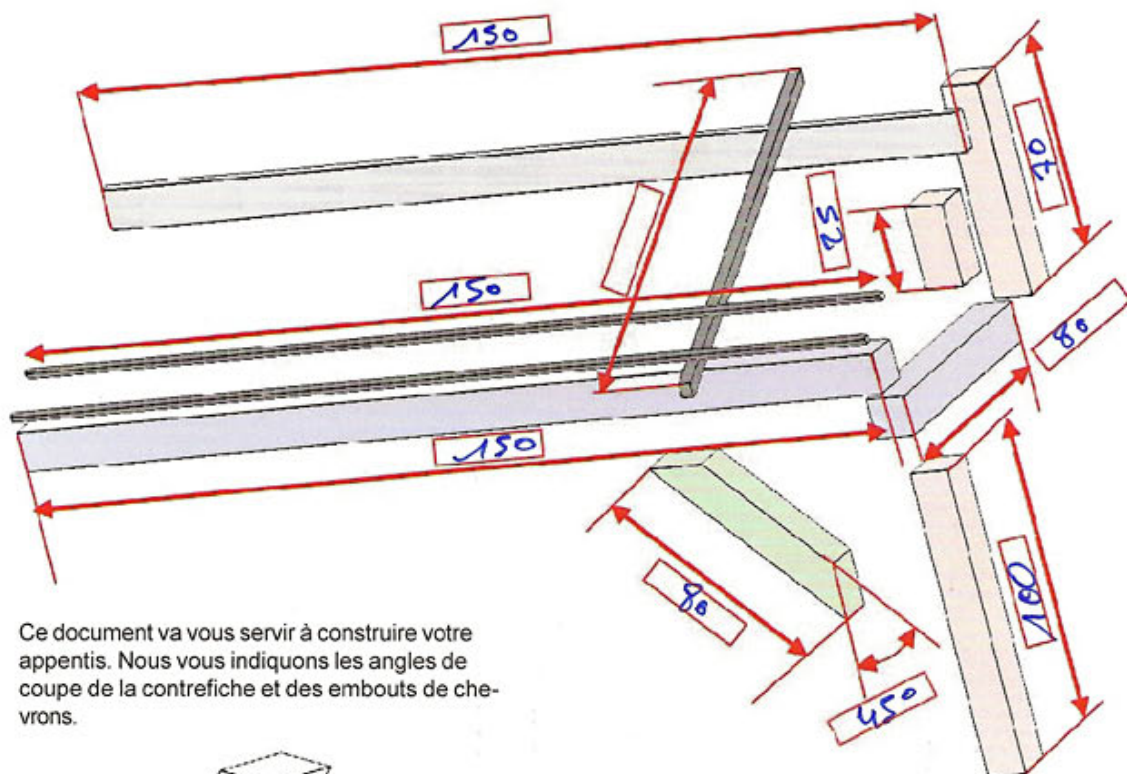 150
70
25
150
80
150
80
100
45°
Ce document va vous servir à construire votre
appentis. Nous vous indiquons les angles de
coupe de la contrefiche et des embouts de che-
vrons.